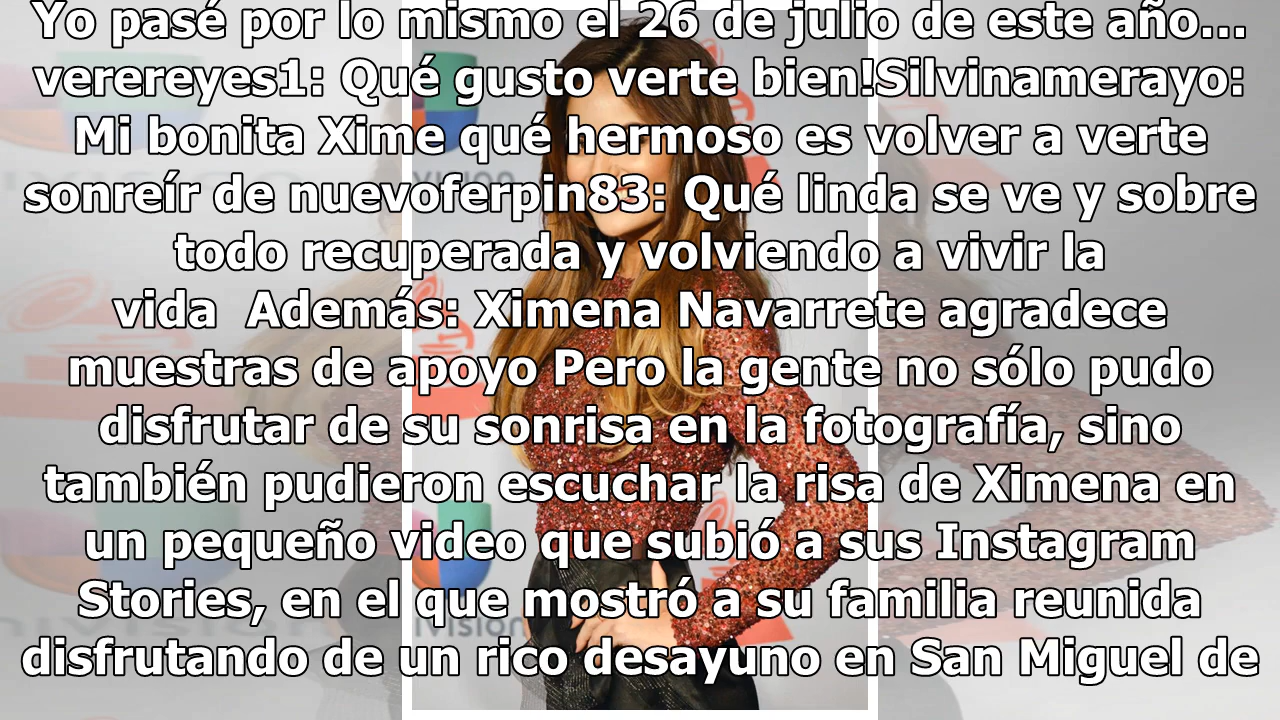 Yo pasé por lo mismo el 26 de julio de este año...
verereyes1: Qué gusto verte bien!Silvinamerayo:
Mi bonita Xime qué hermoso es volver a verte
sonreír de nuevoferpin83: Qué linda se ve y sobre
todo recuperada y volviendo a vivir la
vida  Además: Ximena Navarrete agradece
muestras de apoyo Pero la gente no sólo pudo
disfrutar de su sonrisa en la fotografía, sino
también pudieron escuchar la risa de Ximena en
un pequeño video que subió a sus Instagram
Stories, en el que mostró a su familia reunida
disfrutando de un rico desayuno en San Miguel de